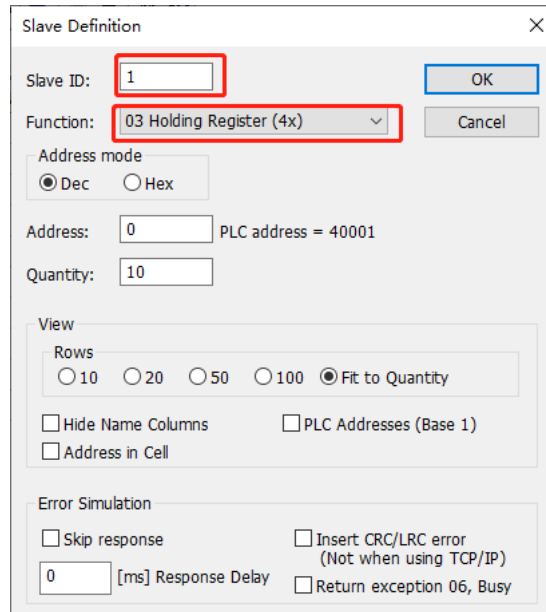 Slave Definition
Slave ID: 1 OK
Function: 03 Holding Register (4x) Cancel
Address mode
Dec Hex
Address: 0 PLC address = 40001
Quantity: 10
View
Rows
10 20 50 100 Fit to Quantity
Hide Name Columns PLC Addresses (Base 1)
Address in Cell
Error Simulation
Skip response Insert CRC/LRC error
(Not when using TCP/IP)
0 [ms] Response Delay
Return exception 06, Busy